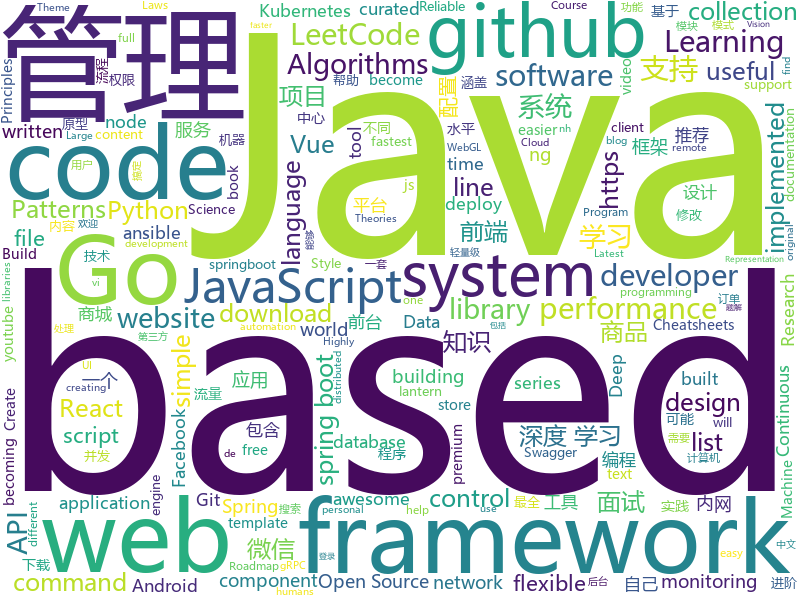 Theme
管理
Java
github
Kubernetes
curated
Reliable
Course
基于
模块
模式
功能
Laws
full
faster
LeetCode
video
collection
Principles
流程
权限
written
原型
中心
node
Algorithms
项目
become
帮助
software
Learning
useful
支持
Vision
涵盖
support
code
服务
机器
不同
fastest
水平
WebGL
tool
配置
系统
easier
nh
Cloud
blog
client
推荐
remote
Patterns
Python
language
Vue
time
line
ng
https
框架
设计
修改
implemented
documentation
file
book
Science
js
平台
deploy
前端
学习
Go
ansible
内容
用户
Program
Theories
Build
技术
springboot
Style
一套
轻量级
Latest
Representation
original
development
vi
youtube
libraries
JavaScript
system
developer
programming
商城
website
download
library
performance
订单
题解
前台
world
Data
Highly
distributed
知识
商品
Cheatsheets
one
Research
处理
第三方
automation
包括
UI
一个
creating
simple
流量
应用
building
series
lantern
Deep
built
Continuous
React
Facebook
spring boot
store
design
可能
will
需要
计算机
becoming
Create
script
并发
包含
database
程序
premium
深度 学习
Swagger
编程
text
list
Machine
de
engine
application
Git
free
awesome
control
最全
工具
面试
实践
内网
different
API
Spring
搜索
template
personal
微信
help
use
find
中文
下载
Roadmap
gRPC
登录
component
Open Source
network
自己
easy
command
Android
humans
后台
flexible
monitoring
进阶
web
framework
based